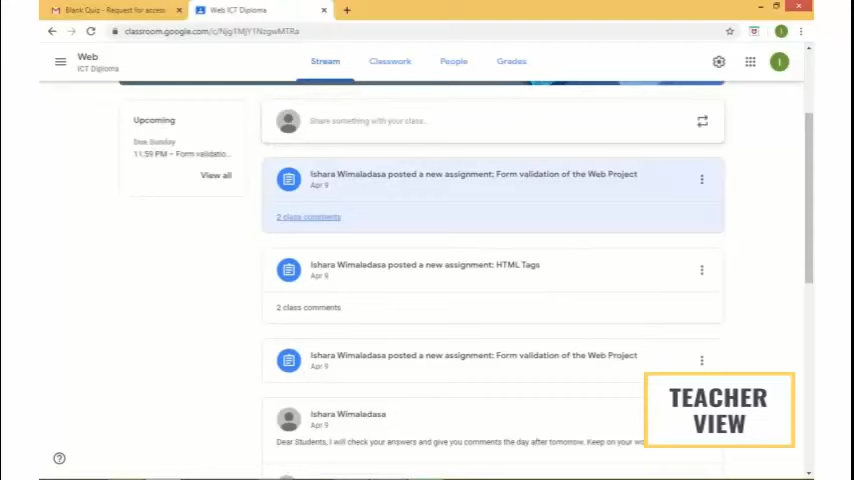 Blank Quiz - Request for access
Web ICT Diploma
classroom.google.com/c/Njg1MjY1NzgwMTRa
Web
ICT Diploma
Stream
Classwork
People
Grades
I
Upcoming
Due Sunday
11:59 PM – Form validatio...
View all
Share something with your class...
Ishara Wimaladasa posted a new assignment: Form validation of the Web Project
Apr 9
2 class comments
Ishara Wimaladasa posted a new assignment: HTML Tags
Apr 9
2 class comments
Ishara Wimaladasa posted a new assignment: Form validation of the Web Project
Apr 9
Ishara Wimaladasa
Apr 9
Dear Students, I will check your answers and give you comments the day after tomorrow. Keep on your
TEACHER
VIEW